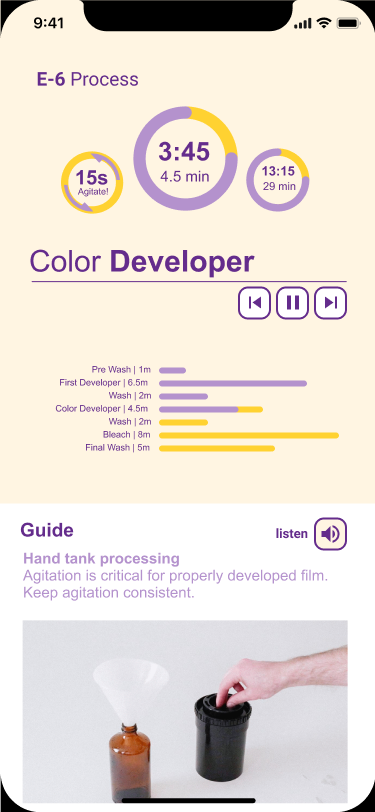 9:41
E-6 Process
15s
Agitate!
3:45
4.5 min
13:15
29 min
Color Developer
Pre Wash | 1m
First Developer | 6.5m
Wash | 2m
Color Developer | 4.5m
Wash | 2m
Bleach | 8m
Final Wash | 5m
Guide
listen
Hand tank processing
Agitation is critical for properly developed film.
Keep agitation consistent.